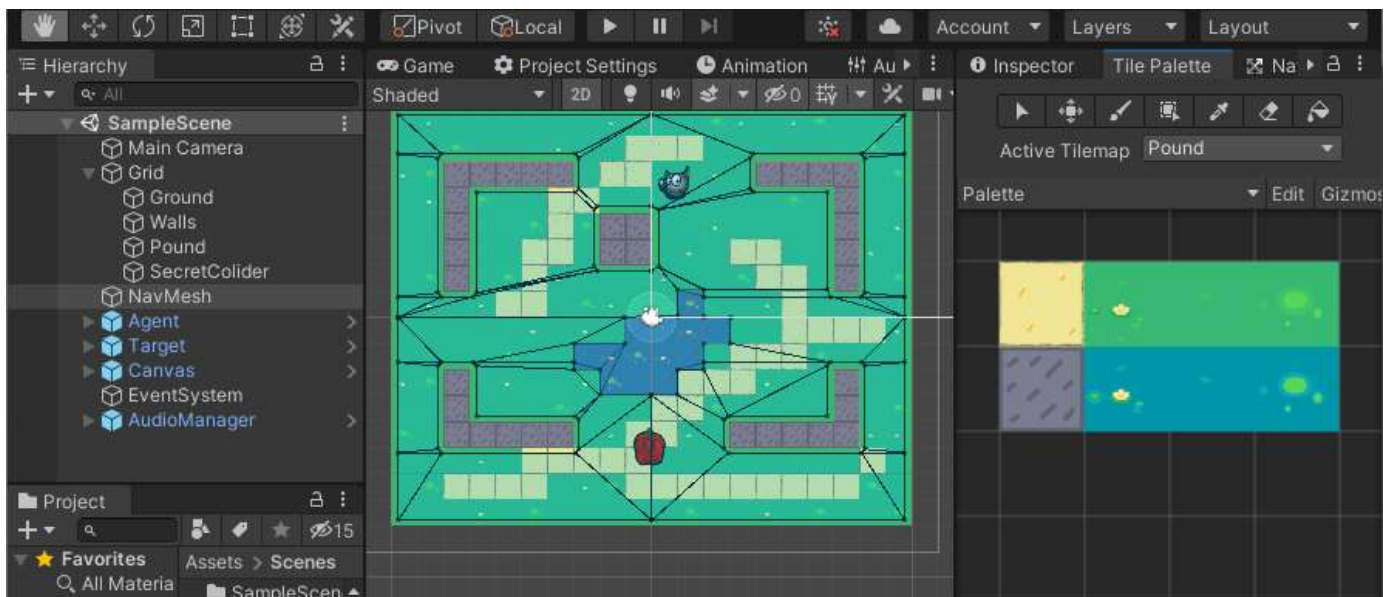 Pivot Local Account Layers Layout
Hierarchy
All
SampleScene
Main Camera
Grid
Ground
Walls
Pound
SecretColider
NavMesh
Agent
Target
Canvas
EventSystem
AudioManager
Project
15
Favorites
All Materia
Assets > Scenes
SampleScen
Game Project Settings Animation Au
Shaded 2D 0
Inspector Tile Palette Na
Active Tilemap Pound
Palette Edit Gizmos